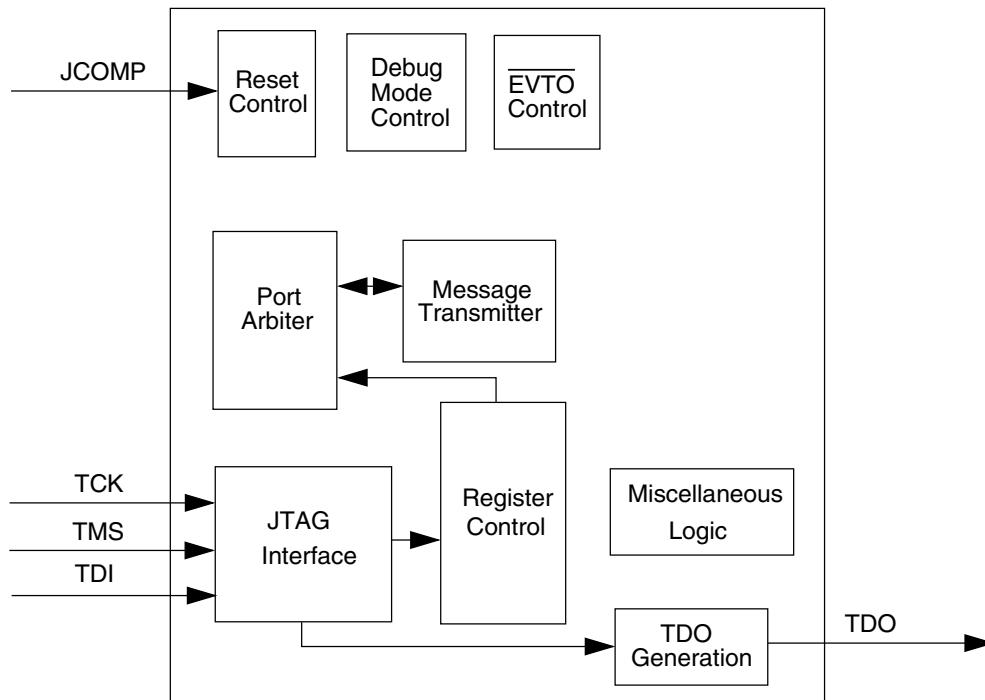 JCOMP
Reset
Control
Debug
Mode
Control
EVTO
Control
Port
Arbiter
Message
Transmitter
TCK
TMS
TDI
JTAG
Interface
Register
Control
Miscellaneous
Logic
TDO
Generation
TDO